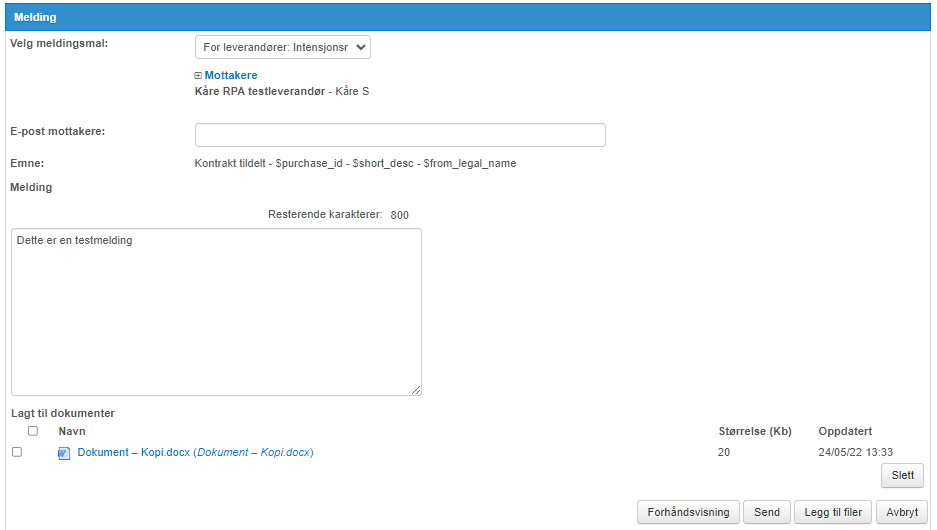 Melding
Velg meldingsmal: For leverandører: Intensjonsr
Mottakere
Kåre RPA testleverandør - Kåre S
E-post mottakere:
Emne: Kontrakt tildelt - $purchase_id - $short_desc - $from_legal_name
Melding
Resterende karakterer: 800
Dette er en testmelding
Lagt til dokumenter
Navn Størrelse (Kb) Oppdatert
Dokument – Kopi.docx (Dokument – Kopi.docx) 20 24/05/22 13:33
Slett
Forhåndsvisning Send Legg til filer Avbryt